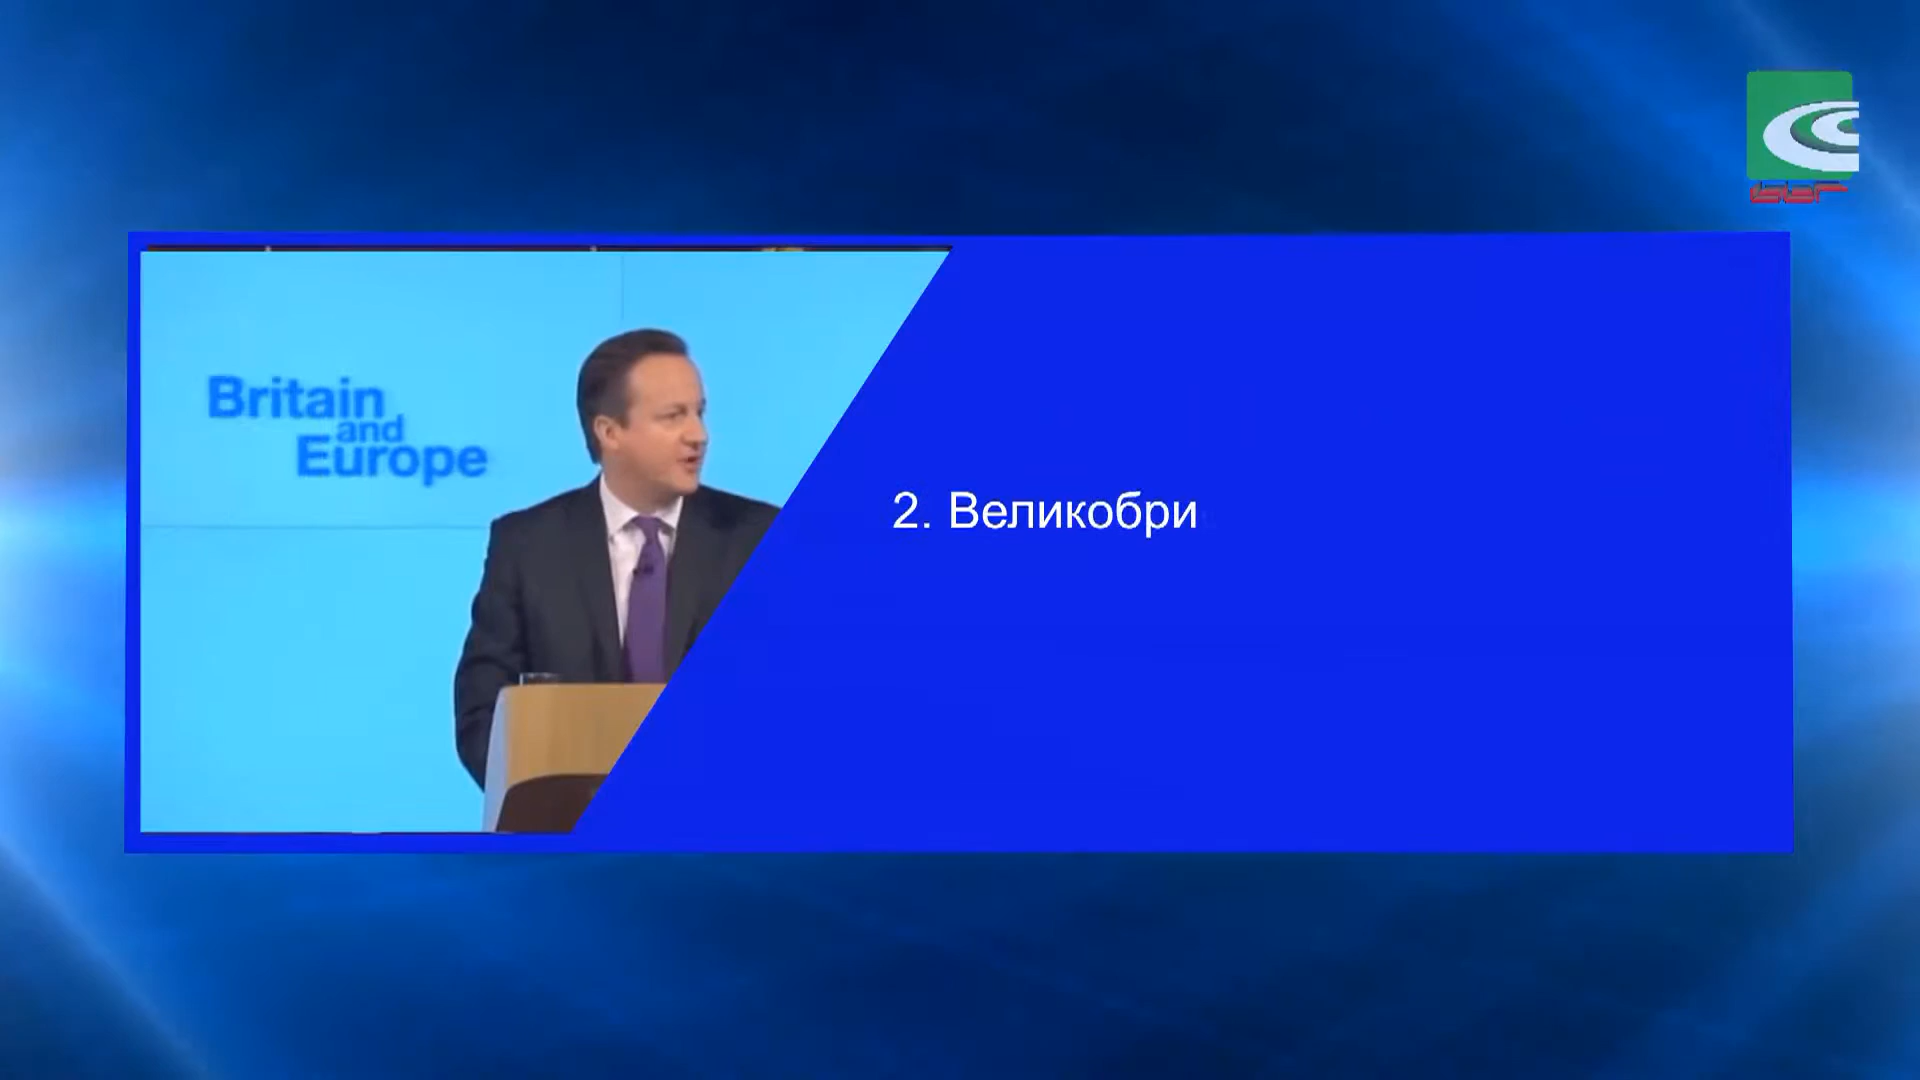 Britain
and
Europe
2. Великобри